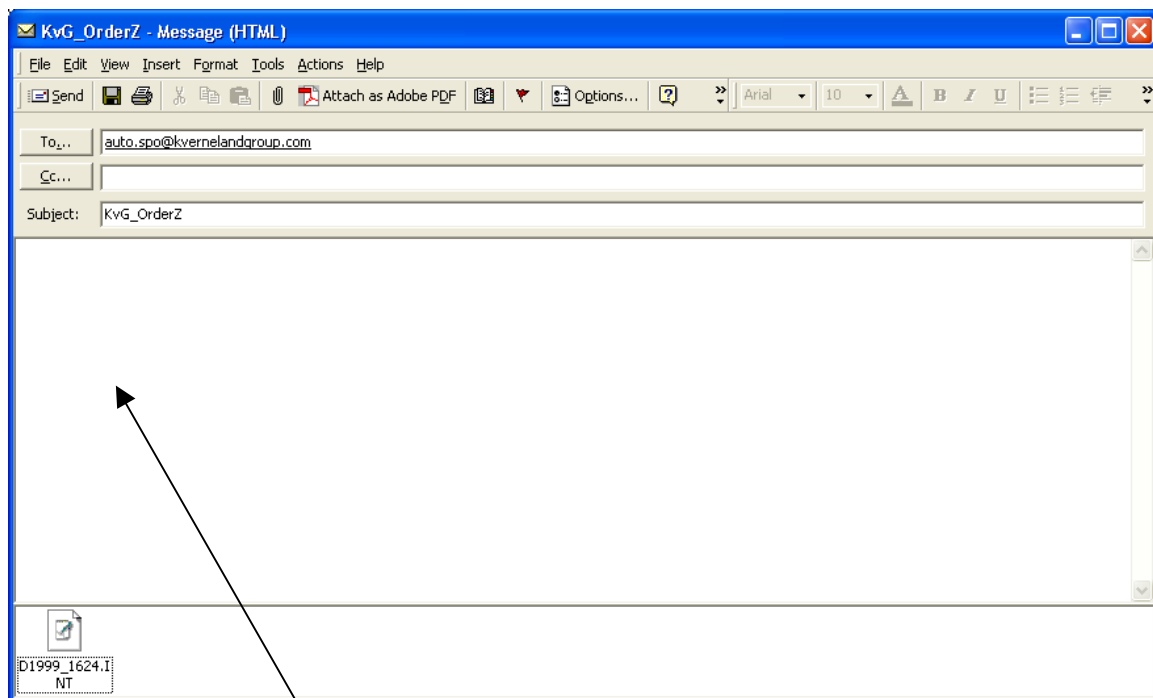 KvG_OrderZ - Message (HTML)
File Edit View Insert Format Tools Actions Help
Send Attach as Adobe PDF Options... Arial 10 A B I U
To... auto.spo@kvernelandgroup.com
Cc...
Subject: KvG_OrderZ
D1999_1624.I
NT